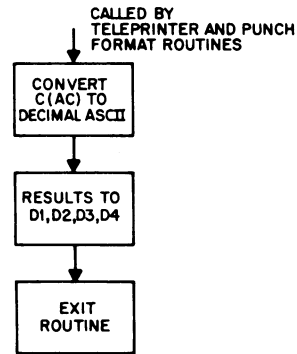 CALLED BY
TELEPRINTER AND PUNCH
FORMAT ROUTINES
CONVERT
C(AC) TO
DECIMAL ASCII
RESULTS TO
D1,D2,D3,D4
EXIT
ROUTINE